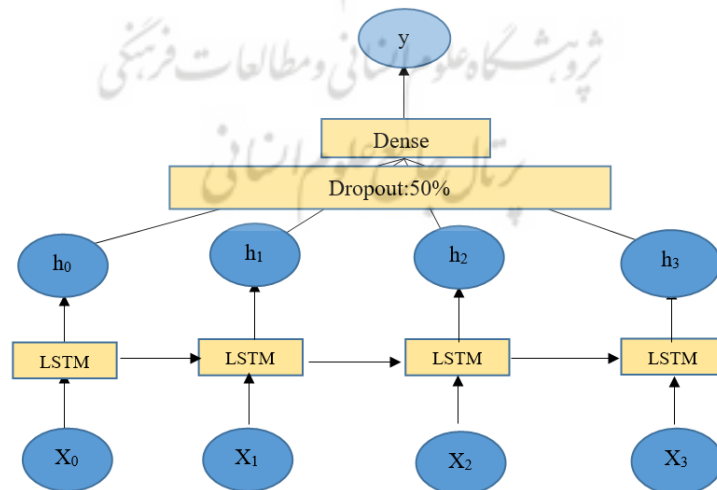 y
پژوهشگاه علوم انسانی و مطالعات فرهنگی
Dense
پرتال جامع علوم انسانی
Dropout:50%
h₀ h₁ h₂ h₃
LSTM LSTM LSTM LSTM
X₀ X₁ X₂ X₃